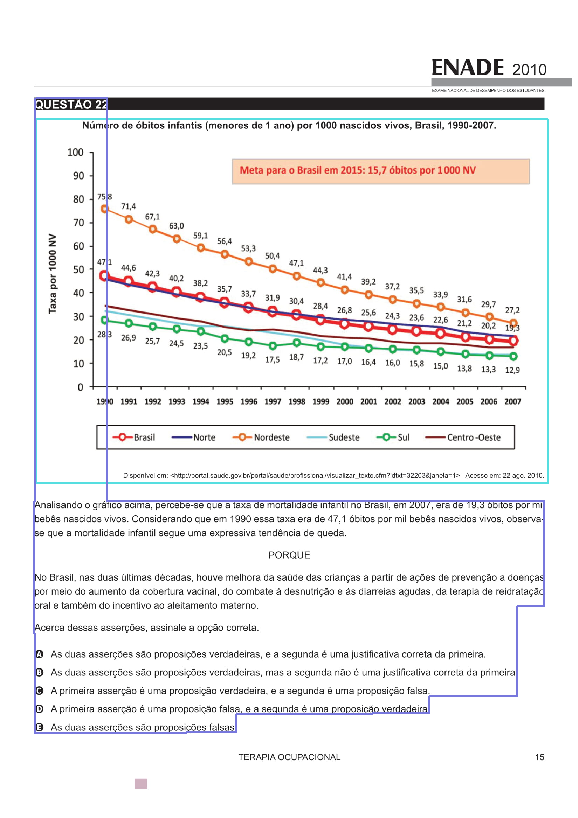 ENADE 2010
EXAME NACIONAL DE DESEMPENHO DOS ESTUDANTES
QUESTÃO 22
Número de óbitos infantis (menores de 1 ano) por 1000 nascidos vivos, Brasil, 1990-2007.
Meta para o Brasil em 2015: 15,7 óbitos por 1000 NV
Taxa por 1000 NV
100
90
80
70
60
50
40
30
20
10
0
75,8 71,4 67,1 63,0 59,1 56,4 53,3 50,4 47,1 44,3 41,4 39,2 37,2 35,5 33,9 31,6 29,7 27,2
47,1 44,6 42,3 40,2 38,2 35,7 33,7 31,9 30,4 28,4 26,8 25,6 24,3 23,6 22,6 21,2 20,2 19,3
28,3 26,9 25,7 24,5 23,5 20,5 19,2 17,5 18,7 17,2 17,0 16,4 16,0 15,8 15,0 13,8 13,3 12,9
1990 1991 1992 1993 1994 1995 1996 1997 1998 1999 2000 2001 2002 2003 2004 2005 2006 2007
Brasil Norte Nordeste Sudeste Sul Centro-Oeste
Acesso em: 22 ago. 2010.
Analisando o gráfico acima, percebe-se que a taxa de mortalidade infantil no Brasil, em 2007, era de 19,3 óbitos por mil
bebês nascidos vivos. Considerando que em 1990 essa taxa era de 47,1 óbitos por mil bebês nascidos vivos, observa-
se que a mortalidade infantil segue uma expressiva tendência de queda.
PORQUE
No Brasil, nas duas últimas décadas, houve melhora da saúde das crianças a partir de ações de prevenção a doenças
por meio do aumento da cobertura vacinal, do combate à desnutrição e às diarreias agudas, da terapia de reidratação
oral e também do incentivo ao aleitamento materno.
Acerca dessas asserções, assinale a opção correta.
A As duas asserções são proposições verdadeiras, e a segunda é uma justificativa correta da primeira.
B As duas asserções são proposições verdadeiras, mas a segunda não é uma justificativa correta da primeira.
C A primeira asserção é uma proposição verdadeira, e a segunda é uma proposição falsa.
D A primeira asserção é uma proposição falsa, e a segunda é uma proposição verdadeira.
E As duas asserções são proposições falsas.
TERAPIA OCUPACIONAL
15